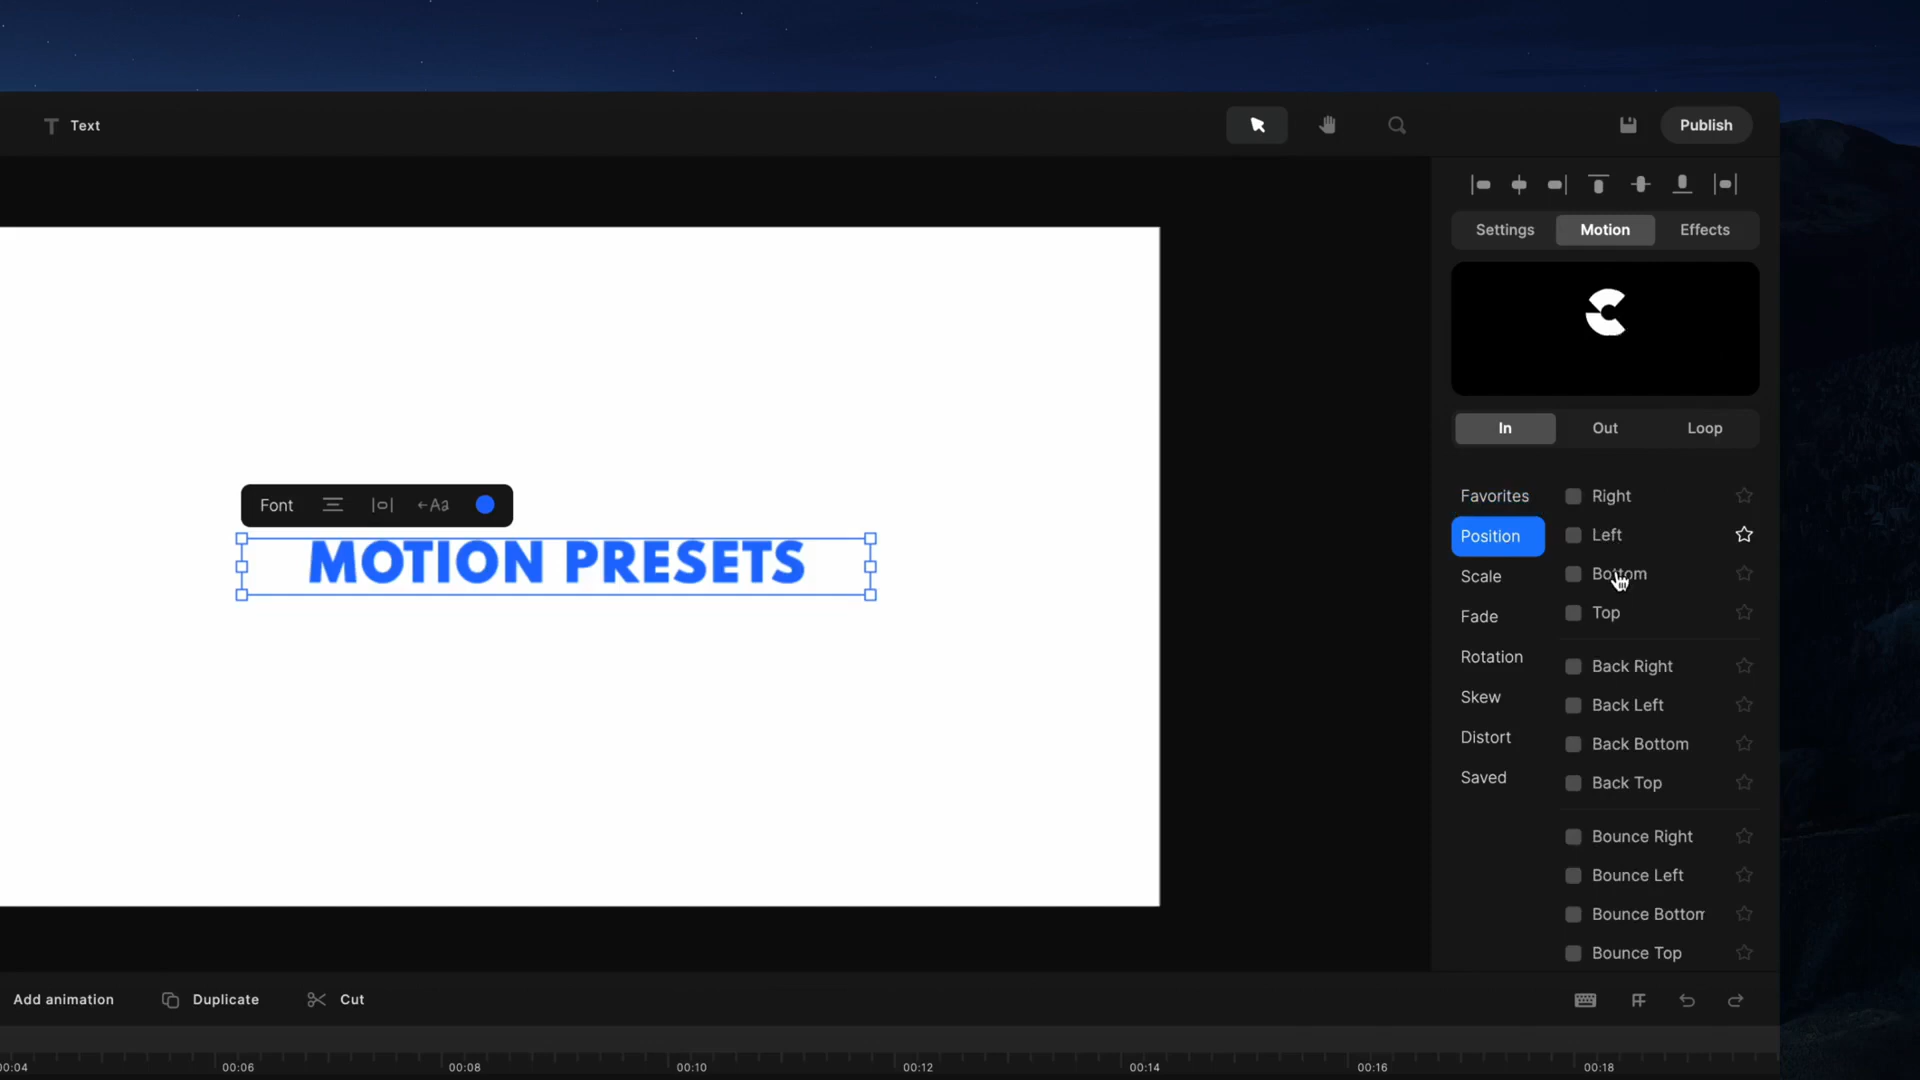 Text
Publish
Settings Motion Effects
In Out Loop
Font
Aa
MOTION PRESETS
Favorites
Position
Scale
Fade
Rotation
Skew
Distort
Saved
Right
Left
Bottom
Top
Back Right
Back Left
Back Bottom
Back Top
Bounce Right
Bounce Left
Bounce Bottom
Bounce Top
Add animation Duplicate Cut
00:04 00:06 00:08 00:10 00:12 00:14 00:16 00:18